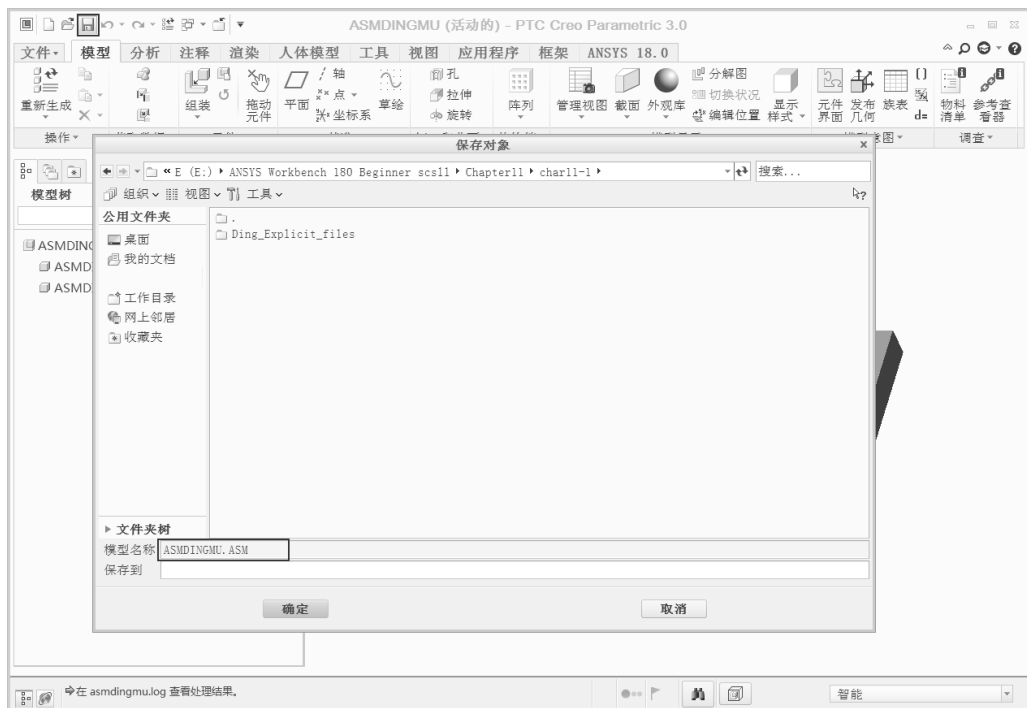 ASMDINGMU (活动的) - PTC Creo Parametric 3.0
文件 模型 分析 注释 渲染 人体模型 工具 视图 应用程序 框架 ANSYS 18.0
重新生成 组装 拖动元件 平面 轴 点 坐标系 草绘 孔 拉伸 旋转 阵列 管理视图 截面 外观库 分解图 切换状况 编辑位置 显示样式 元件界面 发布几何 族表 d= 物料清单 参考查看器
操作 意图 调查
保存对象
模型树
« E (E:) ▸ ANSYS Workbench 180 Beginner scsl1 ▸ Chapter11 ▸ char11-1 ▸ 搜索...
组织 视图 工具
公用文件夹
桌面
我的文档
工作目录
网上邻居
收藏夹
.
Ding_Explicit_files
ASMDING
ASMD
ASMD
文件夹树
模型名称 ASMDINGMU.ASM
保存到
确定 取消
在 asmdingmu.log 查看处理结果。
智能